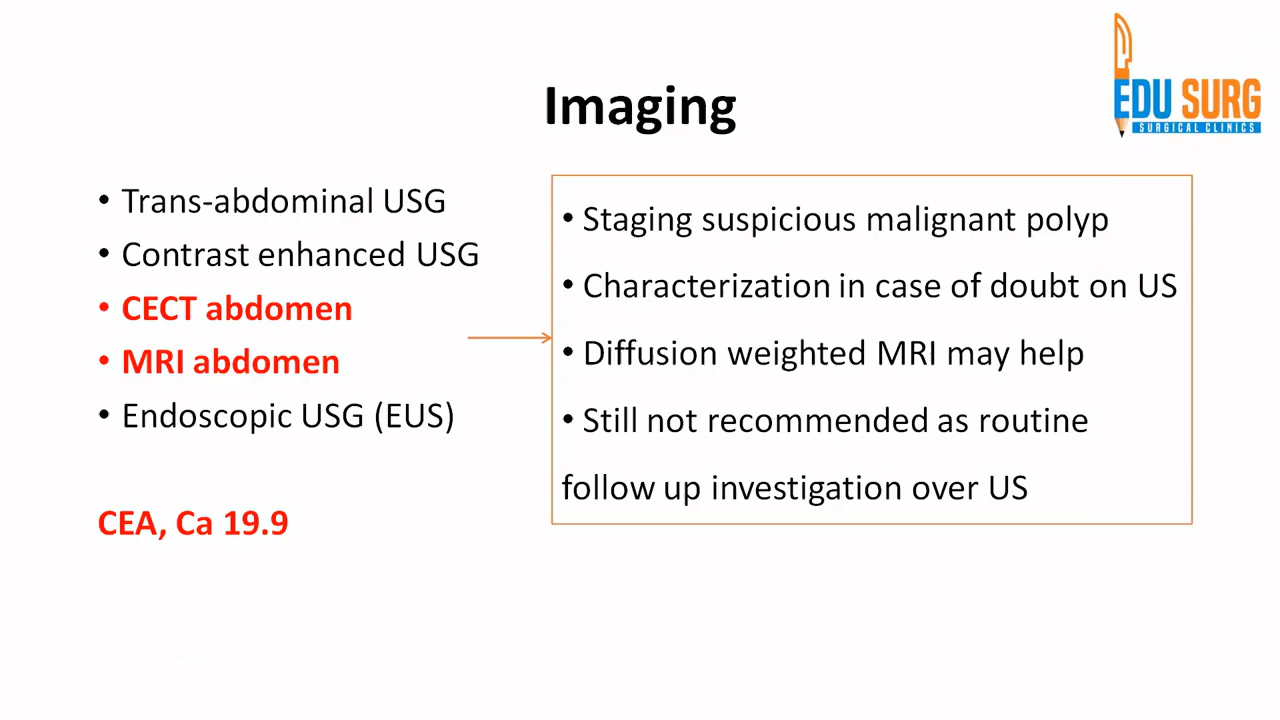 Imaging
EDU SURG
SURGICAL CLINICS
• Trans-abdominal USG
• Contrast enhanced USG
• CECT abdomen
• MRI abdomen
• Endoscopic USG (EUS)
CEA, Ca 19.9
• Staging suspicious malignant polyp
• Characterization in case of doubt on US
• Diffusion weighted MRI may help
• Still not recommended as routine
follow up investigation over US